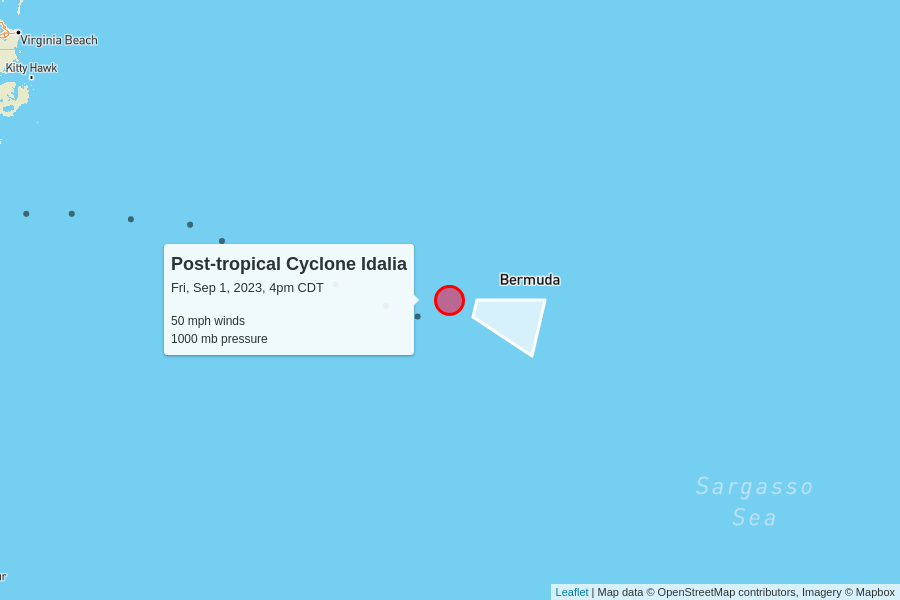 Virginia Beach
Kitty Hawk
Post-tropical Cyclone Idalia
Fri, Sep 1, 2023, 4pm CDT
50 mph winds
1000 mb pressure
Bermuda
Sargasso
Sea
Leaflet | Map data © OpenStreetMap contributors, Imagery © Mapbox